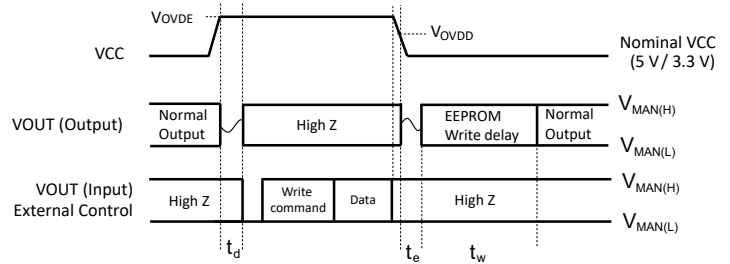 VOVDE
VOVDD
VCC
Nominal VCC
(5 V / 3.3 V)
VOUT (Output)
Normal
Output
High Z
EEPROM
Write delay
Normal
Output
VMAN(H)
VMAN(L)
VOUT (Input)
External Control
High Z
Write
command
Data
High Z
VMAN(H)
VMAN(L)
td
te
tw